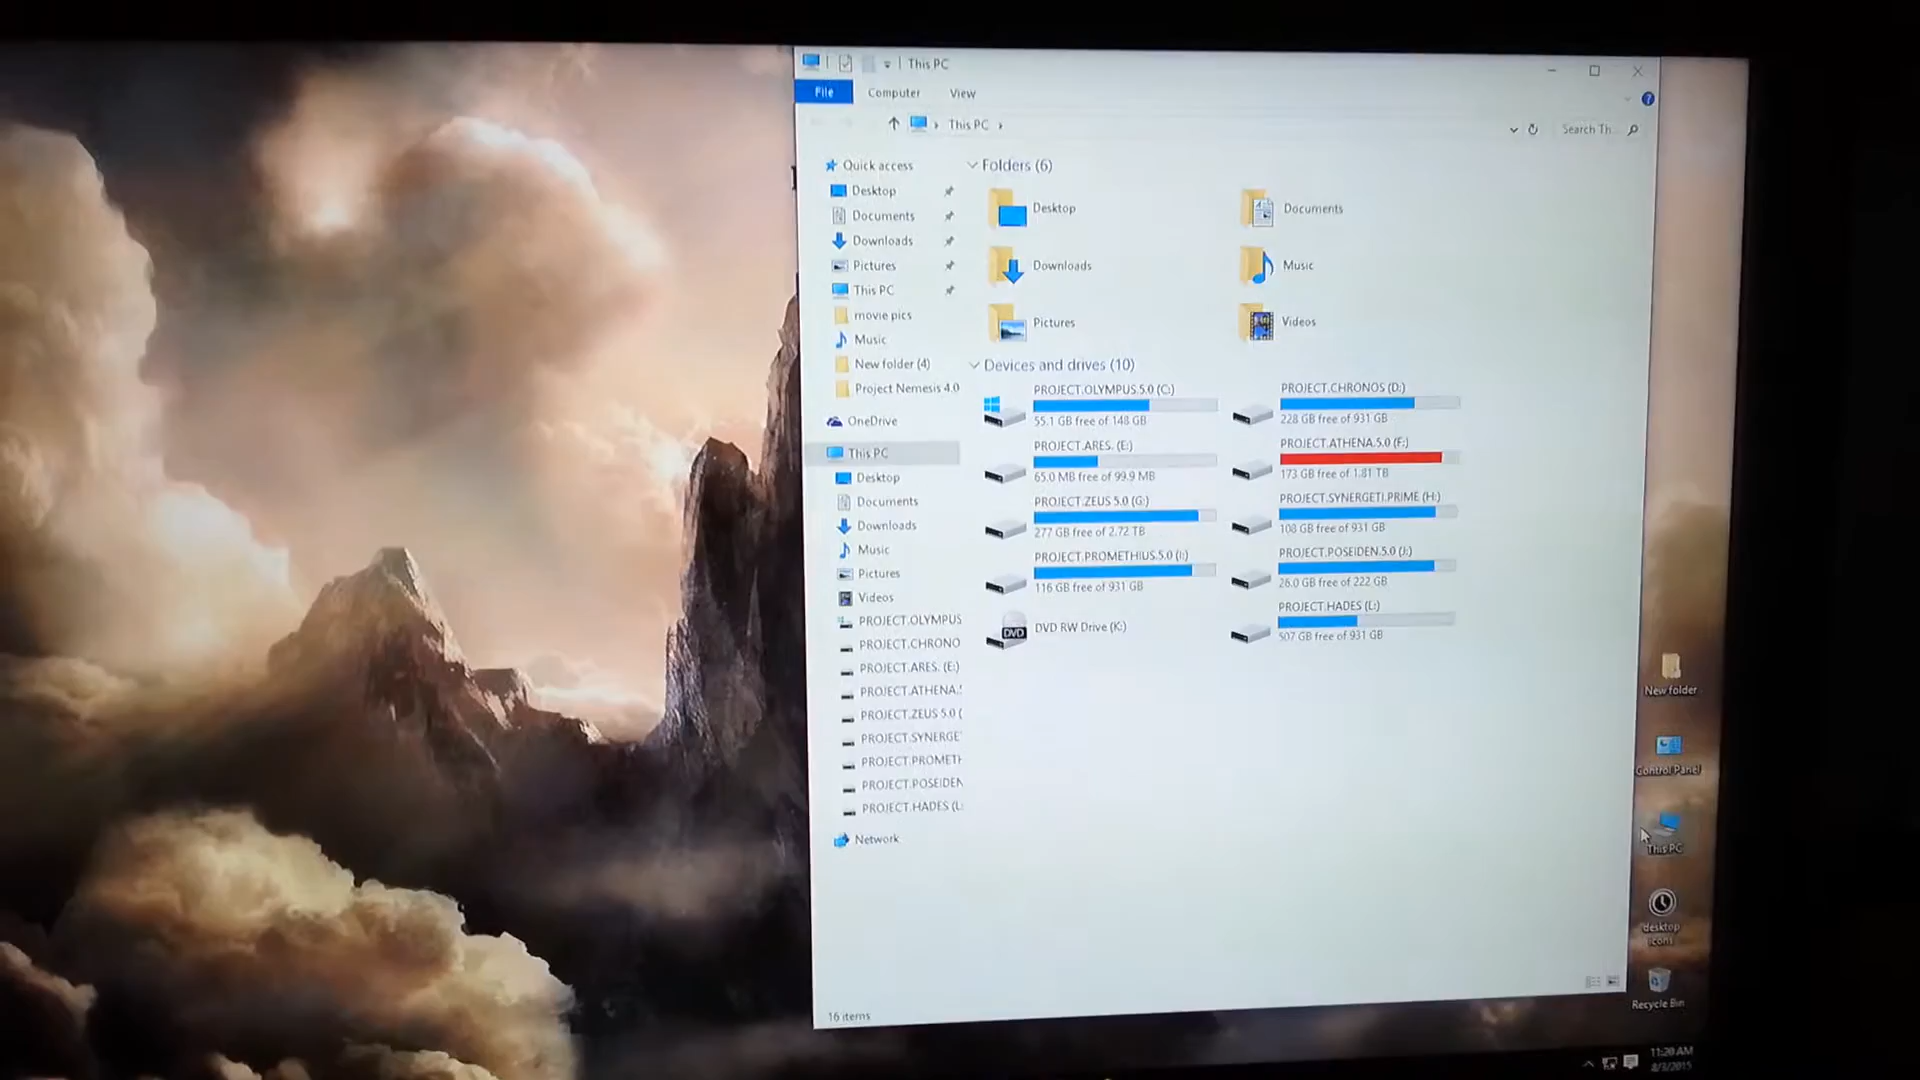 This PC
File Computer View
This PC
Search Th...
Quick access
Desktop
Documents
Downloads
Pictures
This PC
movie pics
Music
New folder (4)
Project Nemesis 4.0
OneDrive
This PC
Desktop
Documents
Downloads
Music
Pictures
Videos
PROJECT.OLYMPUS
PROJECT.CHRONO
PROJECT.ARES. (E:)
PROJECT.ATHENA.5
PROJECT.ZEUS 5.0 (
PROJECT.SYNERGET
PROJECT.PROMETH
PROJECT.POSEIDEN
PROJECT.HADES (L:
Network
Folders (6)
Desktop
Documents
Downloads
Music
Pictures
Videos
Devices and drives (10)
PROJECT.OLYMPUS.5.0 (C:)
55.1 GB free of 148 GB
PROJECT.CHRONOS (D:)
228 GB free of 931 GB
PROJECT.ARES. (E:)
65.0 MB free of 99.9 MB
PROJECT.ATHENA.5.0 (F:)
173 GB free of 1.81 TB
PROJECT.ZEUS 5.0 (G:)
277 GB free of 2.72 TB
PROJECT.SYNERGETI.PRIME (H:)
108 GB free of 931 GB
PROJECT.PROMETHIUS.5.0 (I:)
116 GB free of 931 GB
PROJECT.POSEIDEN.5.0 (J:)
26.0 GB free of 222 GB
DVD
DVD RW Drive (K:)
PROJECT.HADES (L:)
507 GB free of 931 GB
16 items
New folder
Control Panel
This PC
desktop
icons
Recycle Bin
11:20 AM
8/3/2015